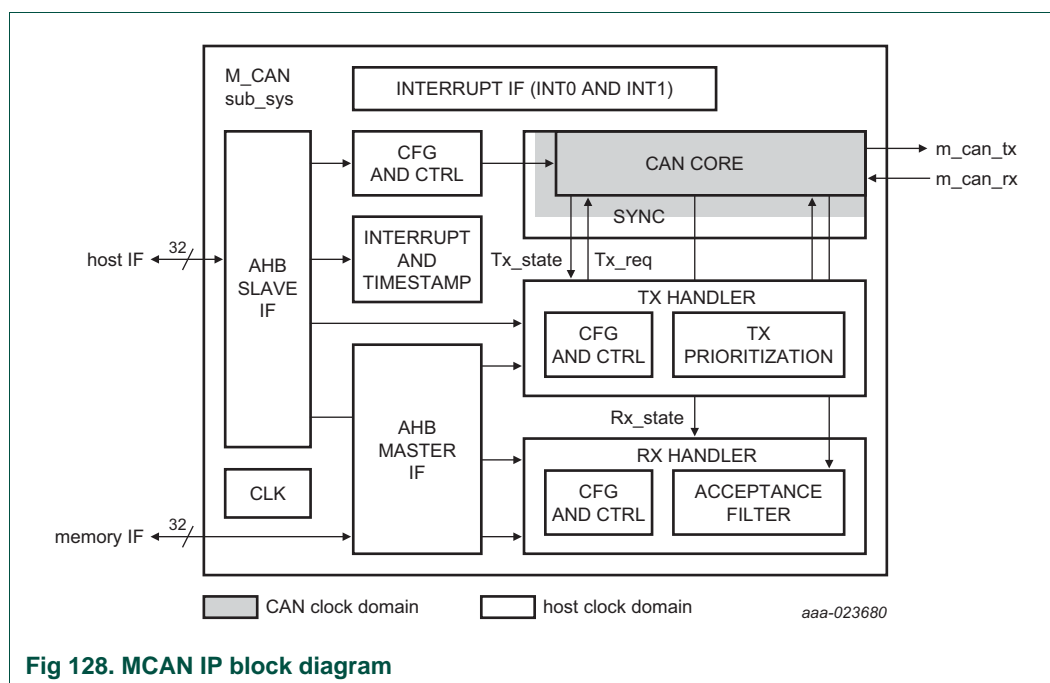 M_CAN
sub_sys
INTERRUPT IF (INT0 AND INT1)
CFG
AND CTRL
CAN CORE
m_can_tx
m_can_rx
SYNC
host IF
32
AHB
SLAVE
IF
INTERRUPT
AND
TIMESTAMP
Tx_state
Tx_req
TX HANDLER
CFG
AND CTRL
TX
PRIORITIZATION
AHB
MASTER
IF
Rx_state
RX HANDLER
CFG
AND CTRL
ACCEPTANCE
FILTER
CLK
memory IF
32
CAN clock domain
host clock domain
aaa-023680
Fig 128. MCAN IP block diagram